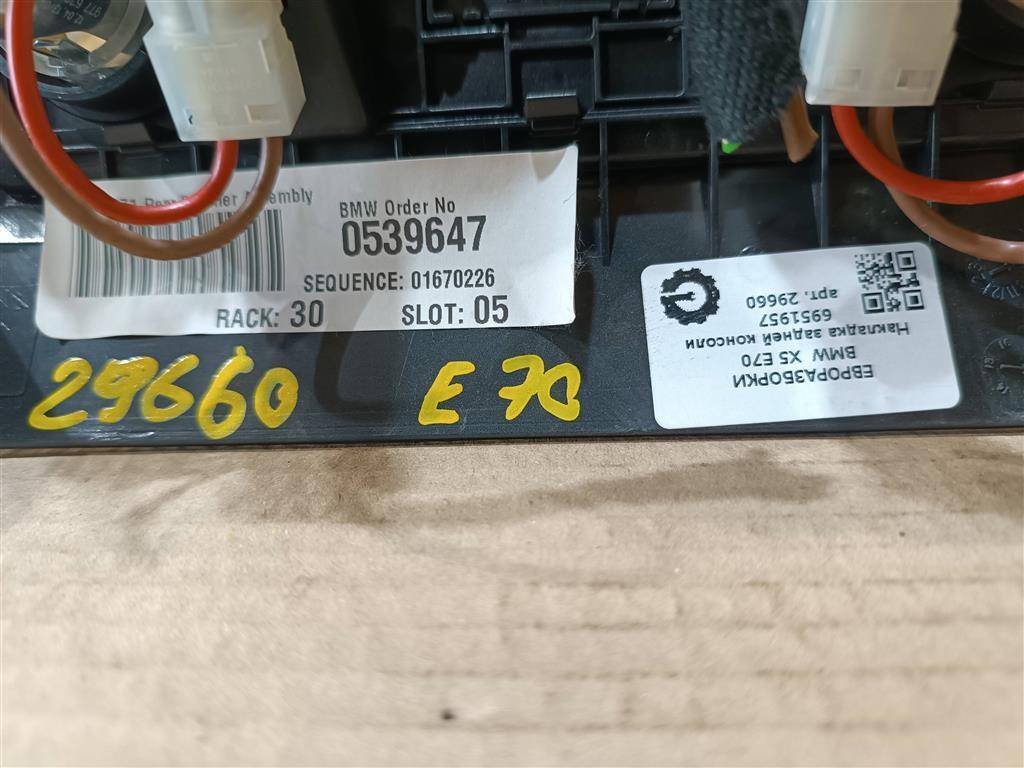 Assembly
BMW Order No
0539647
SEQUENCE: 01670226
RACK: 30 SLOT: 05
29660 E 70
ЕВРОРАЗБОРКИ
BMW X5 E70
Накладка задней консоли
6951957
арт. 29660